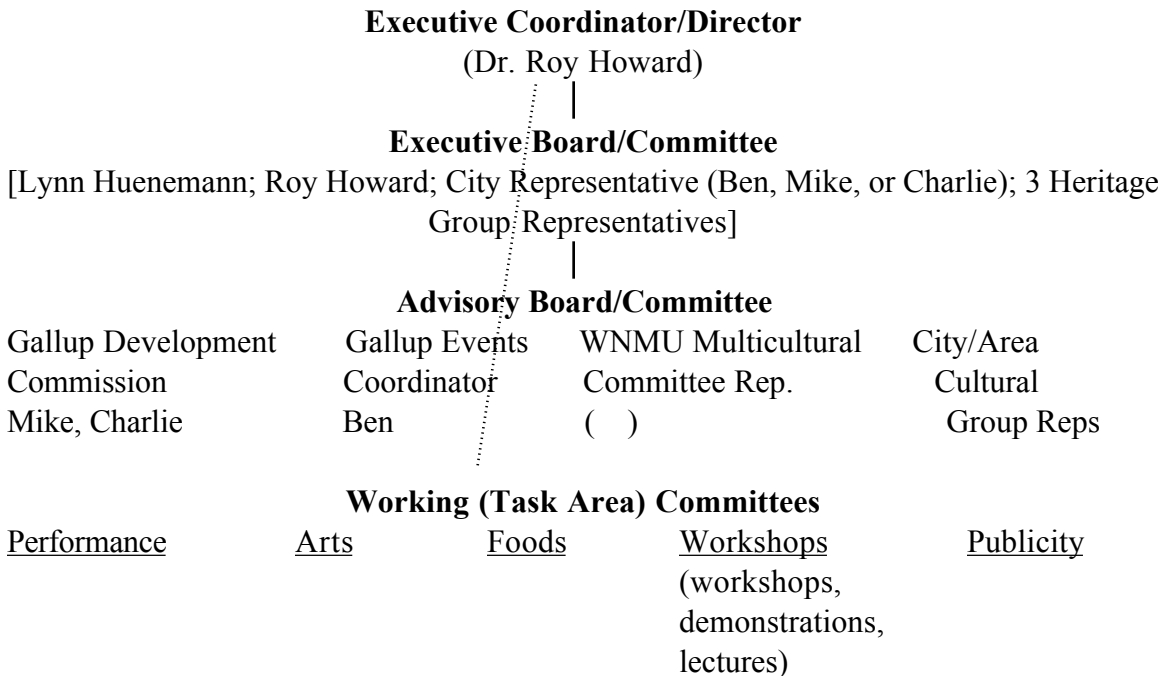 Executive Coordinator/Director
(Dr. Roy Howard)
Executive Board/Committee
[Lynn Huenemann; Roy Howard; City Representative (Ben, Mike, or Charlie); 3 Heritage
Group Representatives]
Advisory Board/Committee
Gallup Development Gallup Events WNMU Multicultural City/Area
Commission Coordinator Committee Rep. Cultural
Mike, Charlie Ben ( ) Group Reps
Working (Task Area) Committees
Performance Arts Foods Workshops Publicity
(workshops,
demonstrations,
lectures)